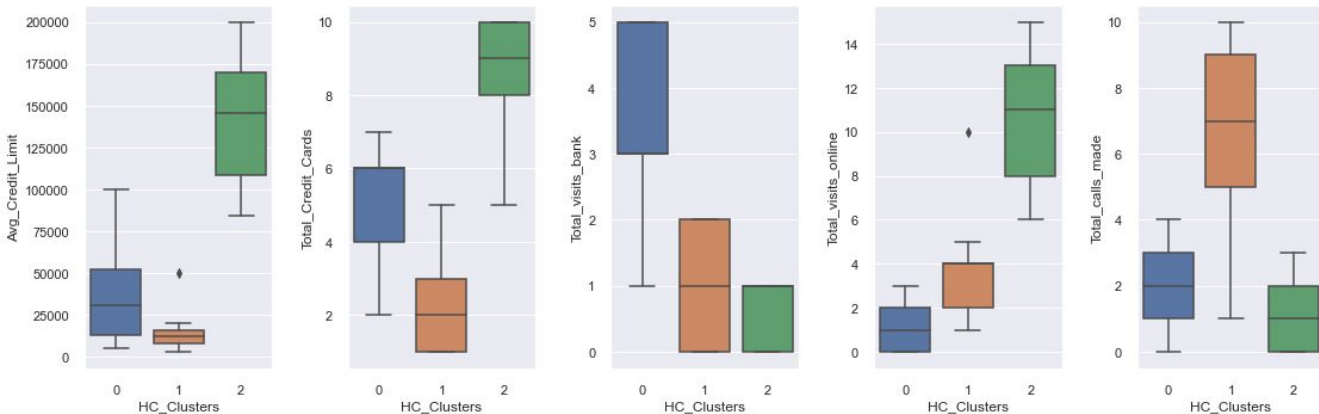 Avg_Credit_Limit
200000
175000
150000
125000
100000
75000
50000
25000
0
0 1 2
HC_Clusters
Total_Credit_Cards
10
8
6
4
2
0 1 2
HC_Clusters
Total_visits_bank
5
4
3
2
1
0
0 1 2
HC_Clusters
Total_visits_online
14
12
10
8
6
4
2
0
0 1 2
HC_Clusters
Total_calls_made
10
8
6
4
2
0
0 1 2
HC_Clusters